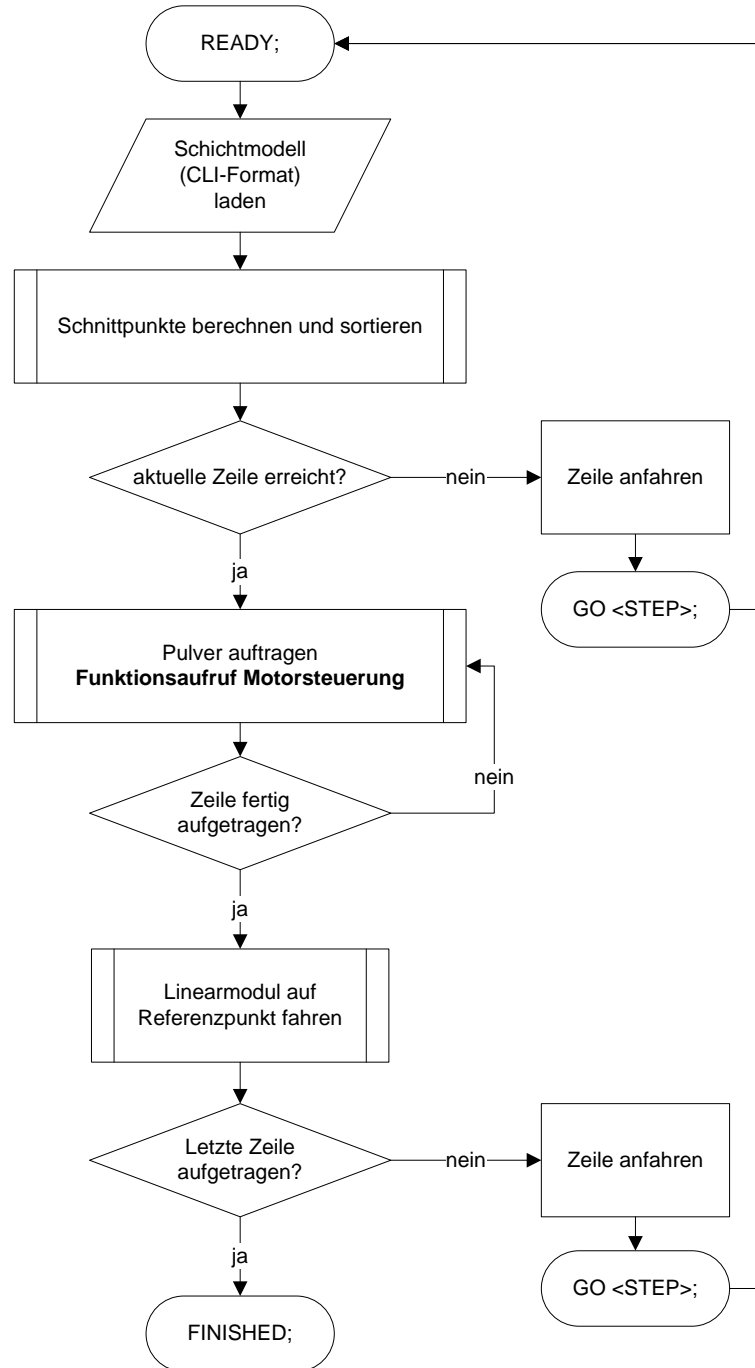 READY;
Schichtmodell
(CLI-Format)
laden
Schnittpunkte berechnen und sortieren
aktuelle Zeile erreicht?
nein
Zeile anfahren
ja
GO <STEP>;
Pulver auftragen
Funktionsaufruf Motorsteuerung
nein
Zeile fertig
aufgetragen?
ja
Linearmodul auf
Referenzpunkt fahren
Letzte Zeile
aufgetragen?
nein
Zeile anfahren
ja
GO <STEP>;
FINISHED;